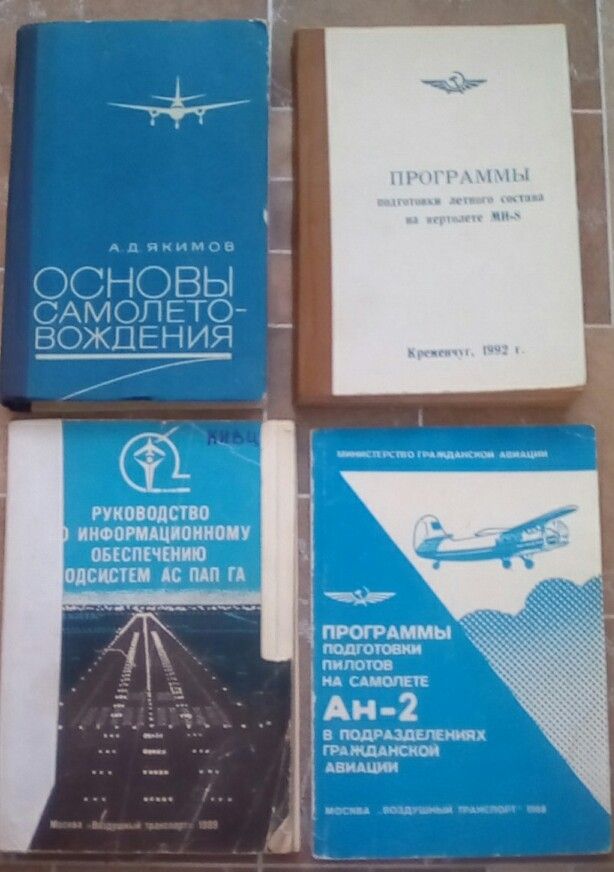 А. Д. ЯКИМОВ
ОСНОВЫ
САМОЛЕТО-
ВОЖДЕНИЯ
ПРОГРАММЫ
подготовки летного состава
на вертолете МИ-8
Кременчуг, 1992 г.
РУКОВОДСТВО
О ИНФОРМАЦИОННОМУ
ОБЕСПЕЧЕНИЮ
ОДСИСТЕМ АС ПАП ГА
Москва «Воздушный транспорт» 1989
МИНИСТЕРСТВО ГРАЖДАНСКОЙ АВИАЦИИ
ПРОГРАММЫ
ПОДГОТОВКИ
ПИЛОТОВ
НА САМОЛЕТЕ
Ан-2
В ПОДРАЗДЕЛЕНИЯХ
ГРАЖДАНСКОЙ
АВИАЦИИ
МОСКВА „ВОЗДУШНЫЙ ТРАНСПОРТ" 1988